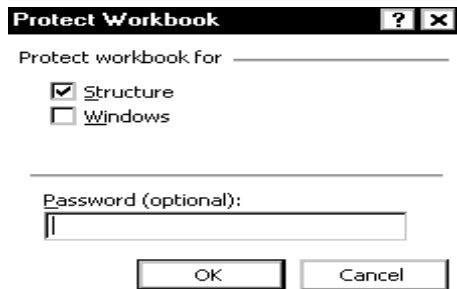 Protect Workbook ? X
Protect workbook for
Structure
Windows
Password (optional):
OK Cancel